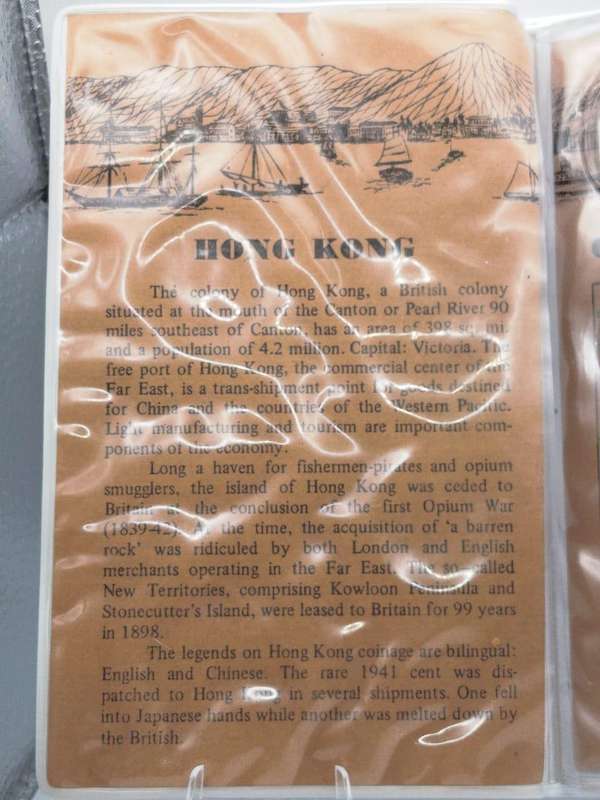 HONG KONG
The colony of Hong Kong, a British colony
situated at the mouth of the Canton or Pearl River 90
miles southeast of Canton, has an area of 398 sq. mi.
and a population of 4.2 million. Capital: Victoria. The
free port of Hong Kong, the commercial center of the
Far East, is a trans-shipment point for goods destined
for China and the countries of the Western Pacific.
Light manufacturing and tourism are important com-
ponents of the economy.
Long a haven for fishermen-pirates and opium
smugglers, the island of Hong Kong was ceded to
Britain at the conclusion of the first Opium War
(1839-42). At the time, the acquisition of 'a barren
rock' was ridiculed by both London and English
merchants operating in the Far East. The so-called
New Territories, comprising Kowloon Peninsula and
Stonecutter's Island, were leased to Britain for 99 years
in 1898.
The legends on Hong Kong coinage are bilingual:
English and Chinese. The rare 1941 cent was dis-
patched to Hong Kong in several shipments. One fell
into Japanese hands while another was melted down by
the British.